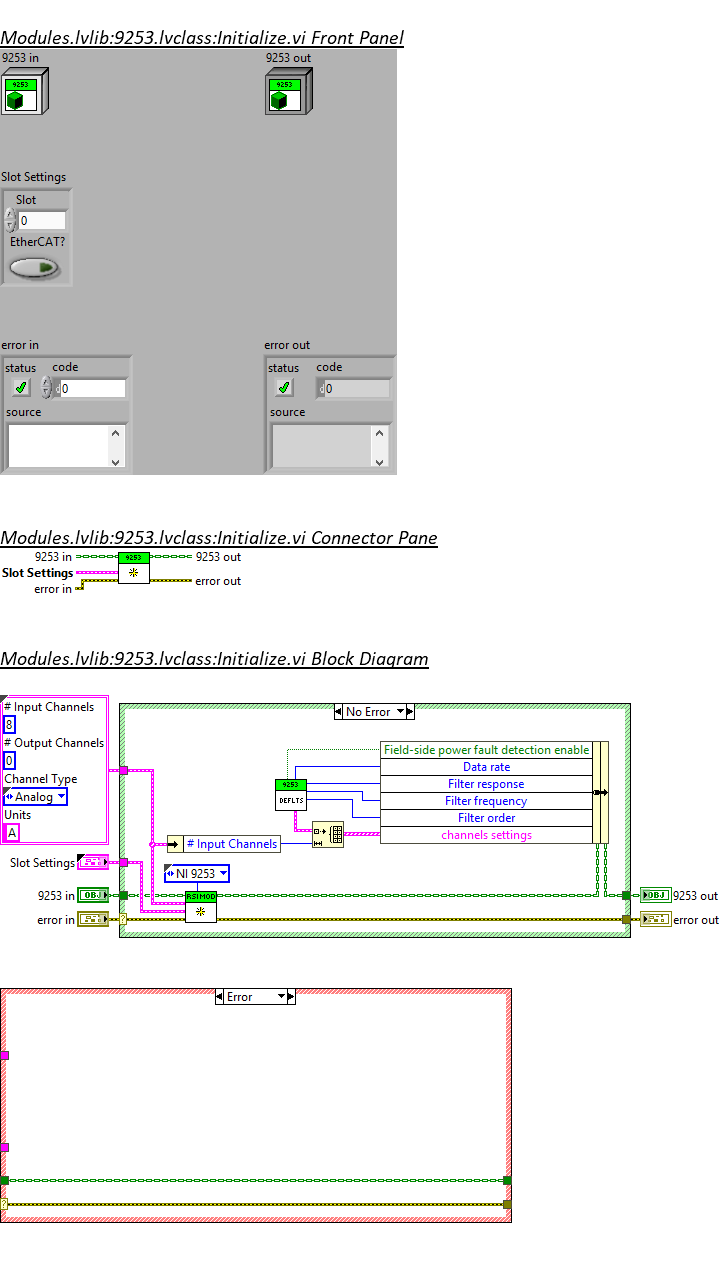 Modules.lvlib:9253.lvclass:Initialize.vi Front Panel
9253 in
9253 out
9253
9253
Slot Settings
Slot
0
EtherCAT?
error in
error out
status code
status code
d0
d0
source
source
Modules.lvlib:9253.lvclass:Initialize.vi Connector Pane
9253 in
9253
9253 out
Slot Settings
error in
error out
Modules.lvlib:9253.lvclass:Initialize.vi Block Diagram
# Input Channels
8
# Output Channels
0
Channel Type
Analog
Units
A
No Error
Field-side power fault detection enable
Data rate
Filter response
Filter frequency
Filter order
channels settings
9253
DEFLTS
# Input Channels
NI 9253
RSI MOD
Slot Settings
9253 in
OBJ
OBJ
9253 out
error in
?
error out
Error
?